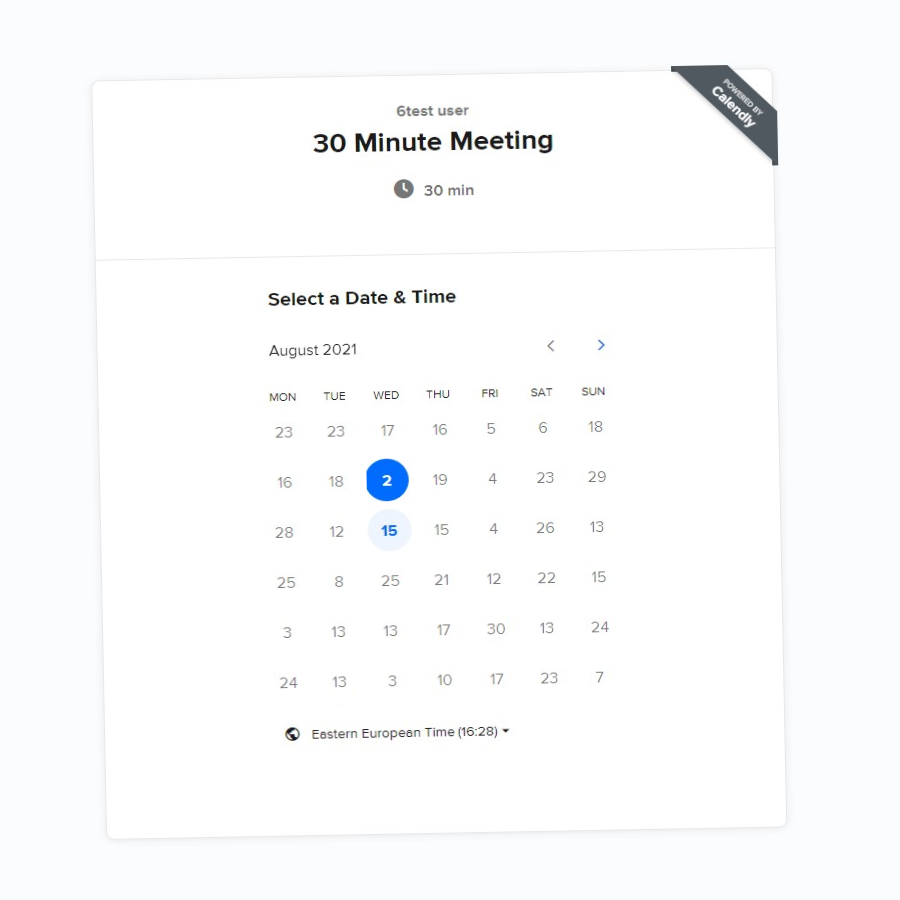 6test user
30 Minute Meeting
30 min
POWERED BY
Calendly
Select a Date & Time
August 2021
MON TUE WED THU FRI SAT SUN
23 23 17 16 5 6 18
16 18 2 19 4 23 29
28 12 15 15 4 26 13
25 8 25 21 12 22 15
3 13 13 17 30 13 24
24 13 3 10 17 23 7
Eastern European Time (16:28)